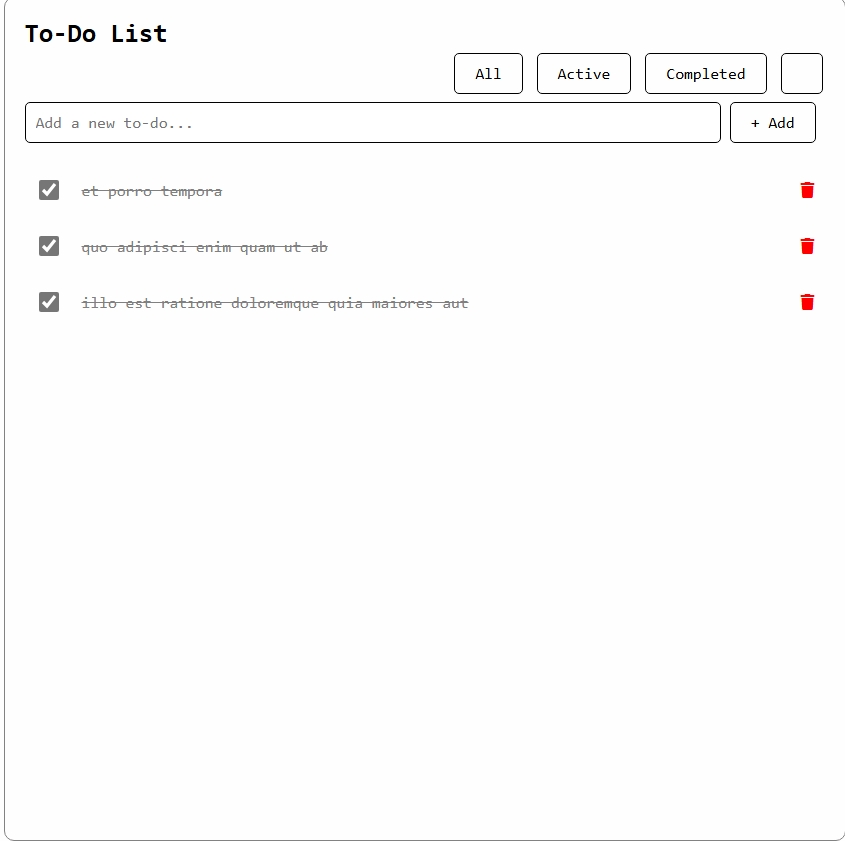 To-Do List
All Active Completed
Add a new to-do... + Add
et porro tempora
quo adipisci enim quam ut ab
illo est ratione doloremque quia maiores aut